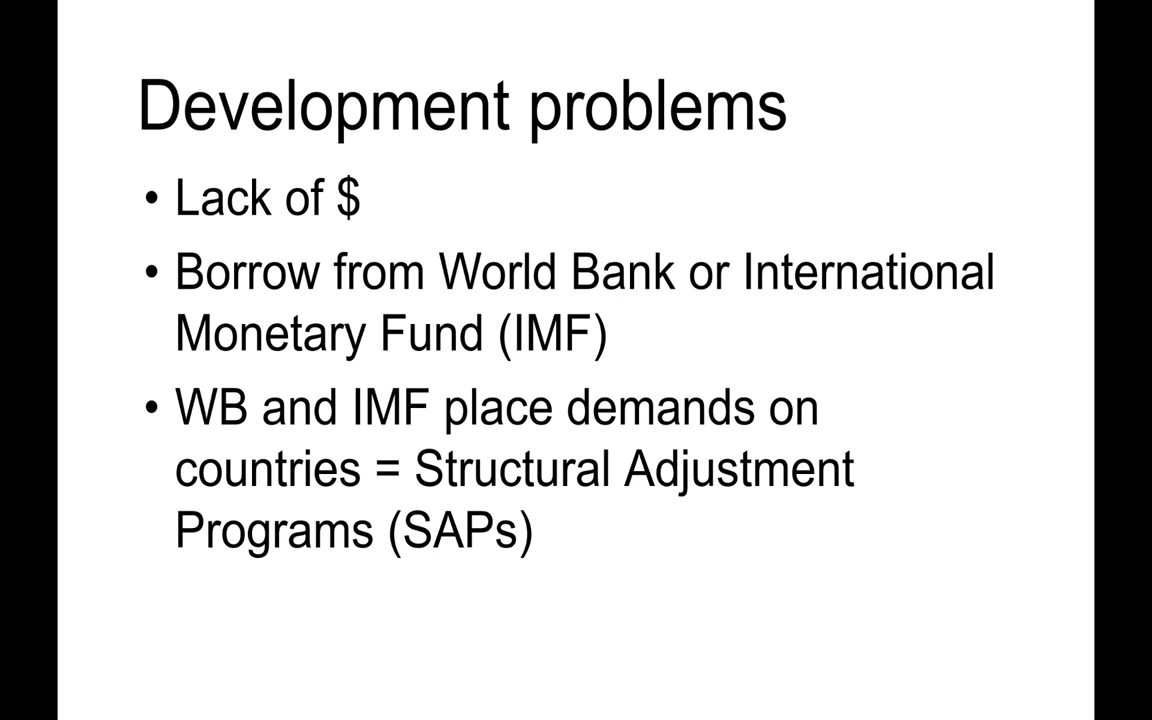 Development problems
• Lack of $
• Borrow from World Bank or International
Monetary Fund (IMF)
• WB and IMF place demands on
countries = Structural Adjustment
Programs (SAPs)